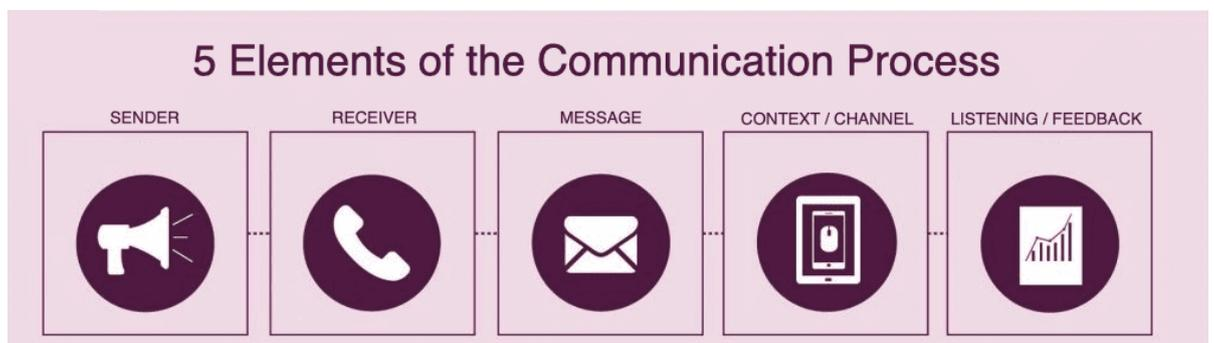 5 Elements of the Communication Process
SENDER
RECEIVER
MESSAGE
CONTEXT / CHANNEL
LISTENING / FEEDBACK